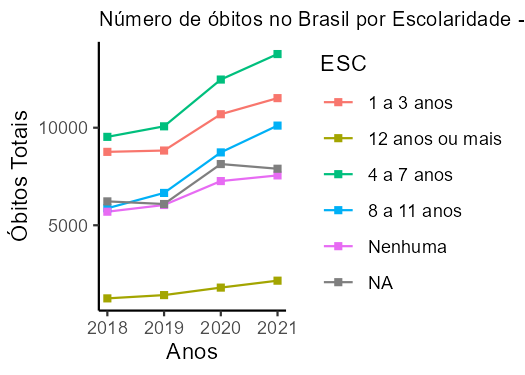 Número de óbitos no Brasil por Escolaridade -
Óbitos Totais
10000
5000
2018 2019 2020 2021
Anos
ESC
1 a 3 anos
12 anos ou mais
4 a 7 anos
8 a 11 anos
Nenhuma
NA